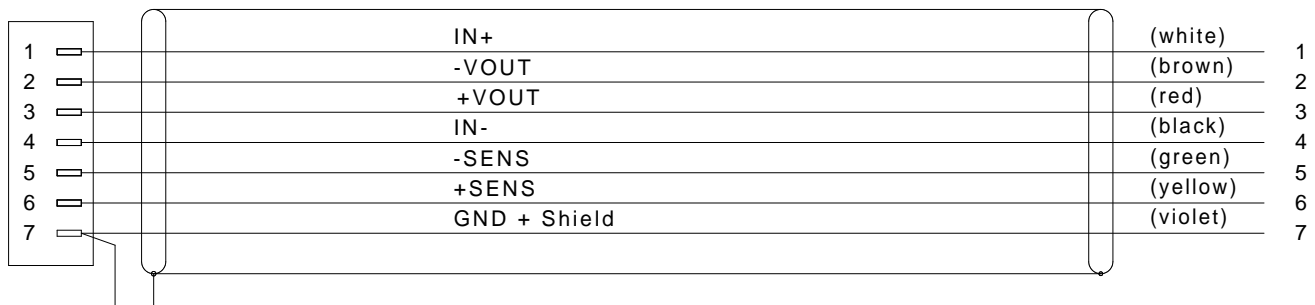 IN+ (white)
1 1
-VOUT (brown)
2 2
+VOUT (red)
3 3
IN- (black)
4 4
-SENS (green)
5 5
+SENS (yellow)
6 6
GND + Shield (violet)
7 7